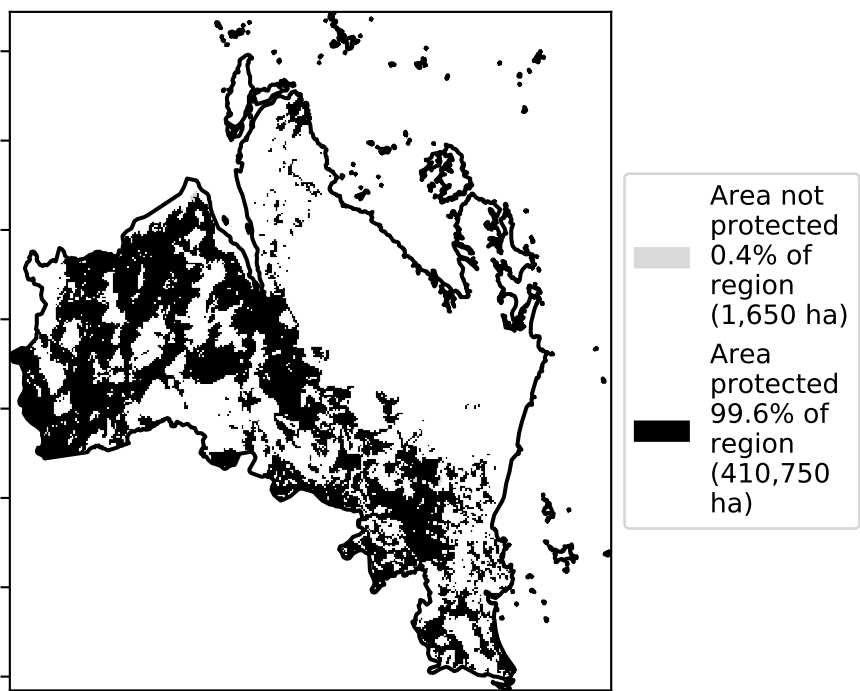 Area not
protected
0.4% of
region
(1,650 ha)
Area
protected
99.6% of
region
(410,750
ha)